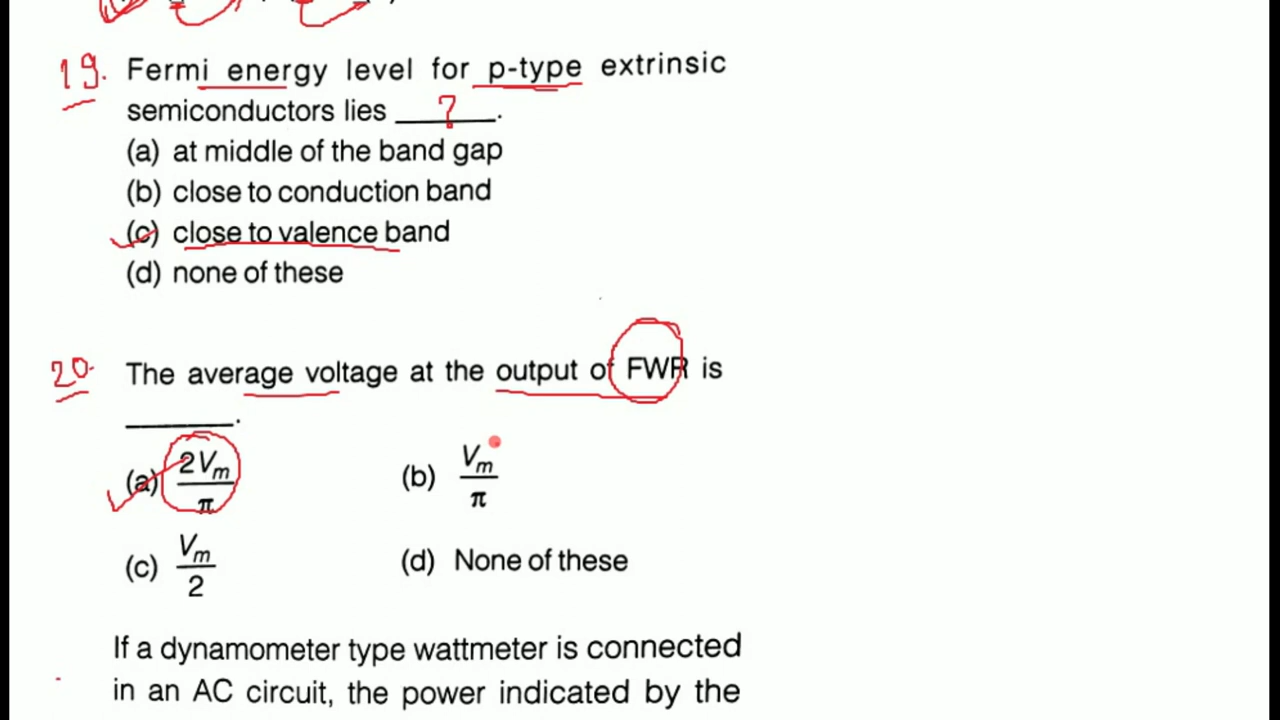 19. Fermi energy level for p-type extrinsic
semiconductors lies ____?____.
(a) at middle of the band gap
(b) close to conduction band
(c) close to valence band
(d) none of these
20. The average voltage at the output of FWR is
________.
(a) 2Vm/π (b) Vm/π
(c) Vm/2 (d) None of these
If a dynamometer type wattmeter is connected
in an AC circuit, the power indicated by the